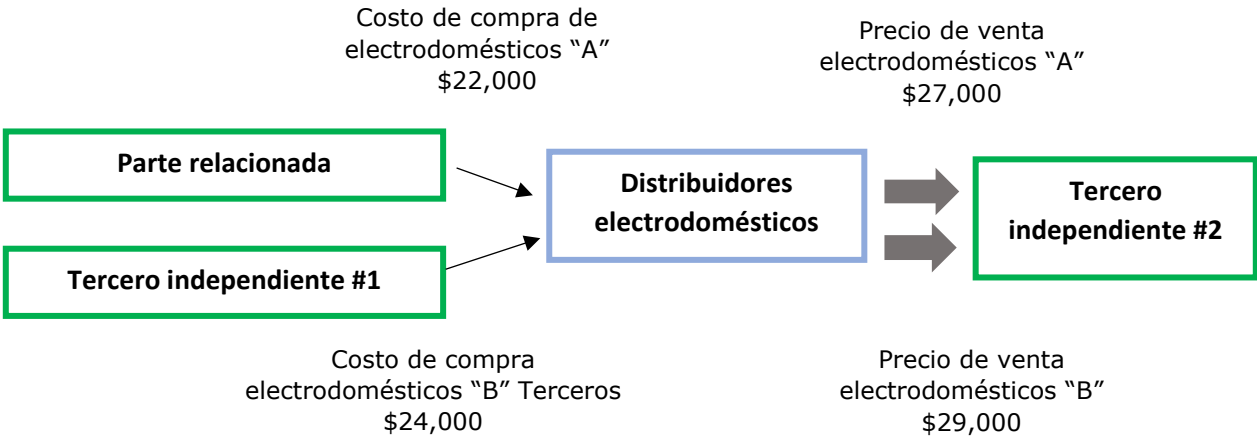 Costo de compra de
electrodomésticos “A”
$22,000
Precio de venta
electrodomésticos “A”
$27,000
Parte relacionada
Distribuidores
electrodomésticos
Tercero
independiente #2
Tercero independiente #1
Costo de compra
electrodomésticos “B” Terceros
$24,000
Precio de venta
electrodomésticos “B”
$29,000